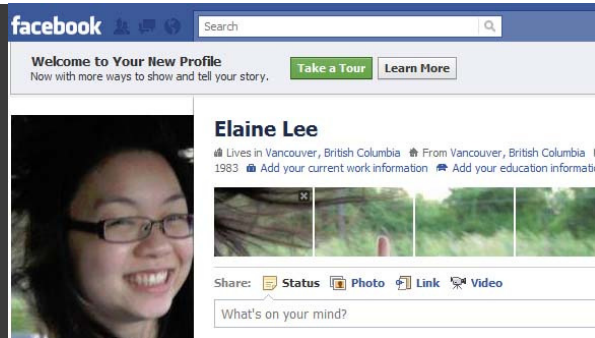 facebook Search
Welcome to Your New Profile
Now with more ways to show and tell your story.
Take a Tour Learn More
Elaine Lee
Lives in Vancouver, British Columbia From Vancouver, British Columbia
1983 Add your current work information Add your education informati
Share: Status Photo Link Video
What's on your mind?